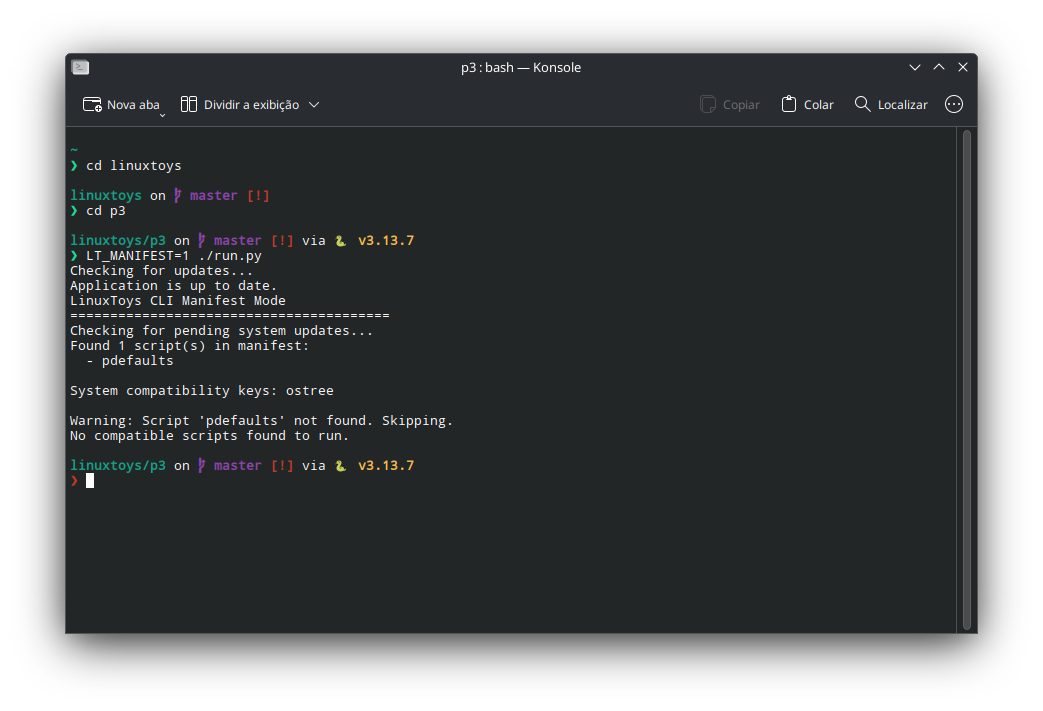 p3 : bash — Konsole
Nova aba Dividir a exibição Copiar Colar Localizar
~
❯ cd linuxtoys
linuxtoys on master [!]
❯ cd p3
linuxtoys/p3 on master [!] via 🐍 v3.13.7
❯ LT_MANIFEST=1 ./run.py
Checking for updates...
Application is up to date.
LinuxToys CLI Manifest Mode
========================================
Checking for pending system updates...
Found 1 script(s) in manifest:
- pdefaults
System compatibility keys: ostree
Warning: Script 'pdefaults' not found. Skipping.
No compatible scripts found to run.
linuxtoys/p3 on master [!] via 🐍 v3.13.7
❯